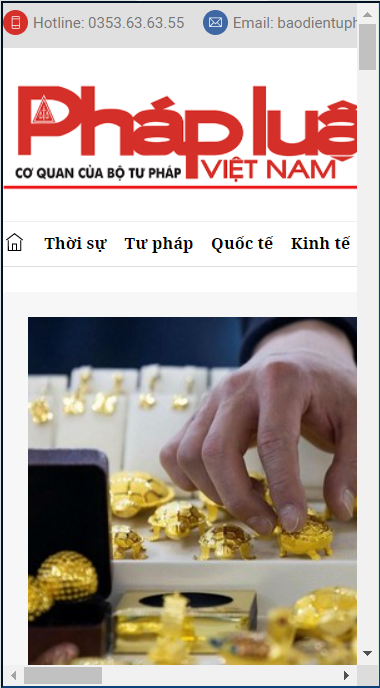 Hotline: 0353.63.63.55 Email: baodientuph
Pháp luậ
CƠ QUAN CỦA BỘ TƯ PHÁP VIỆT NAM
Thời sự Tư pháp Quốc tế Kinh tế